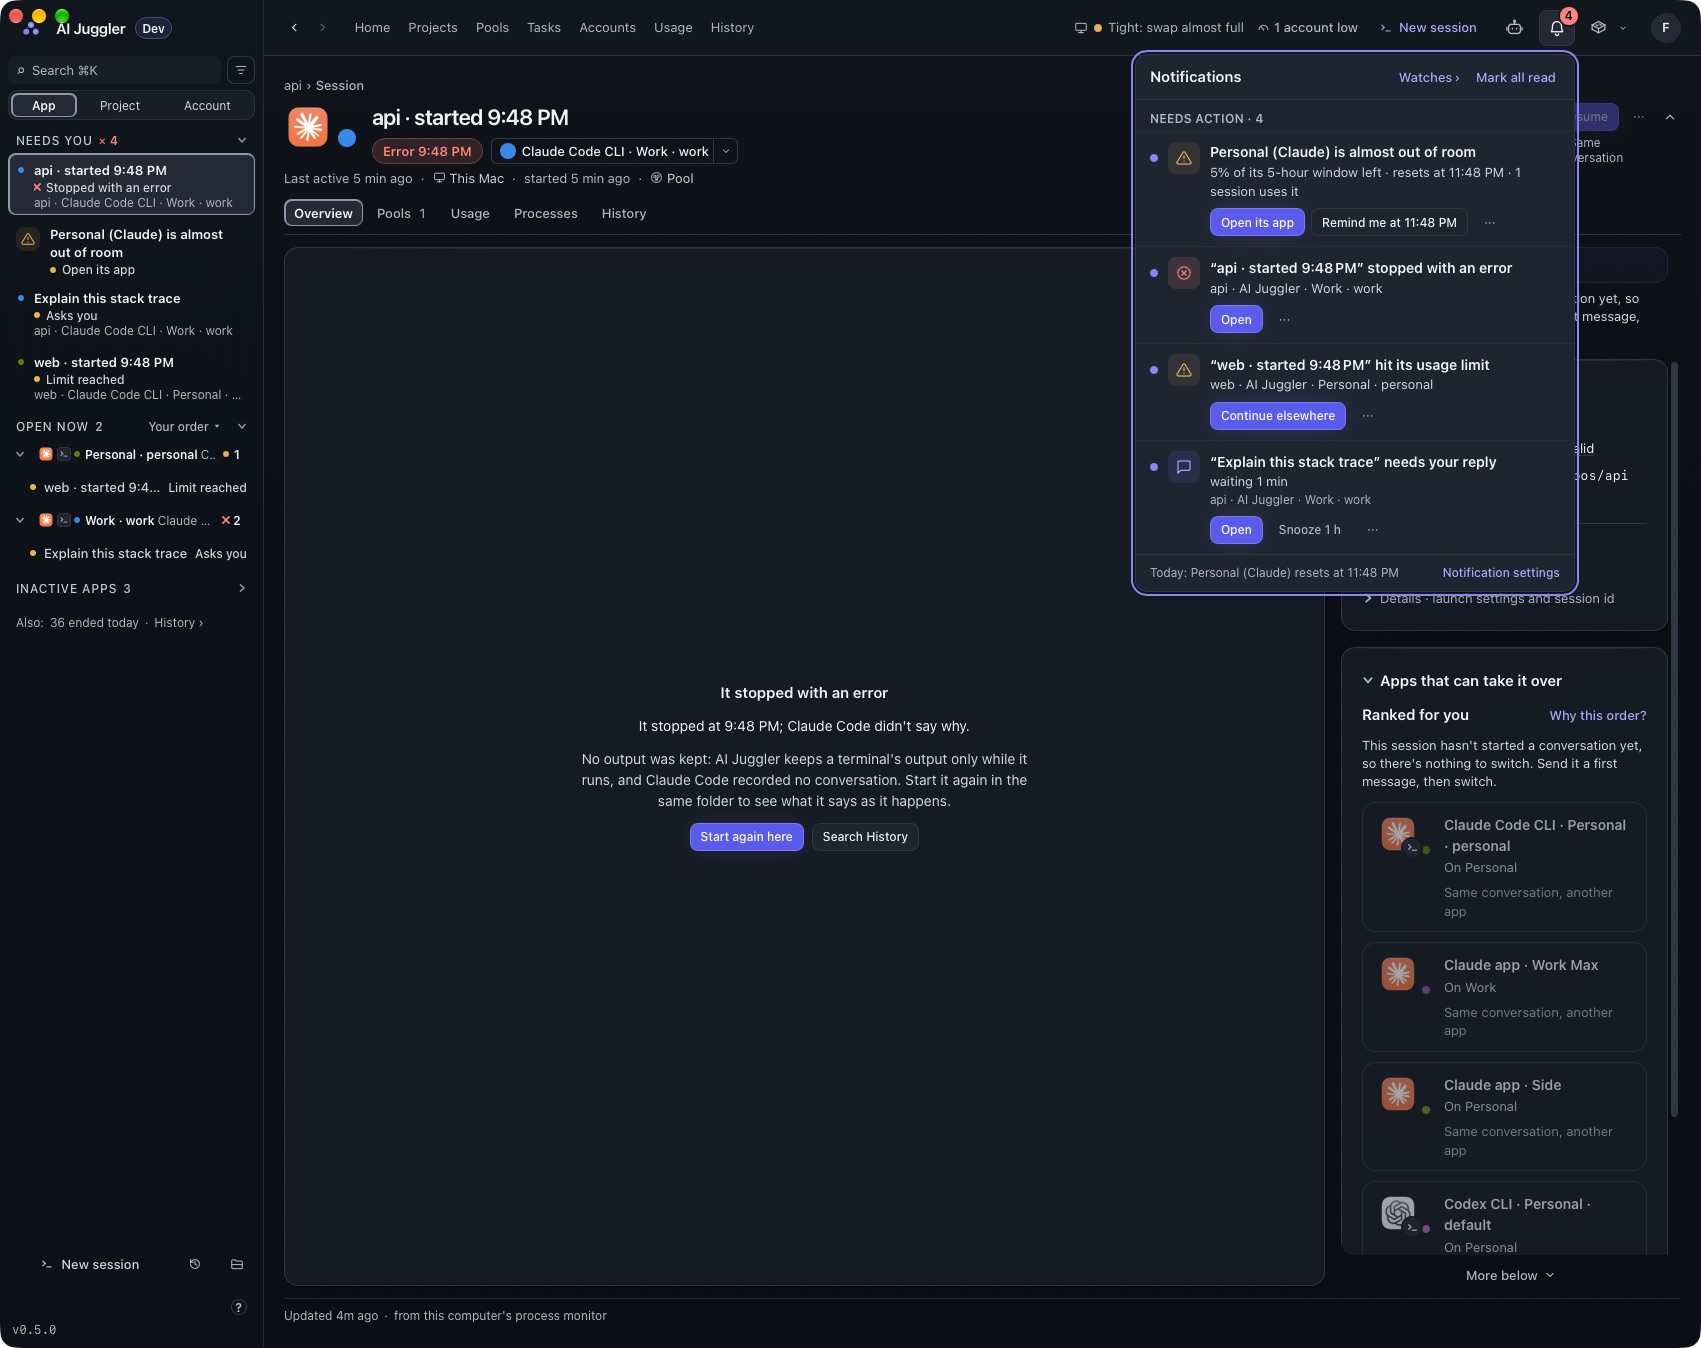 AI Juggler Dev
Search ⌘K
App Project Account
NEEDS YOU × 4
api · started 9:48 PM
× Stopped with an error
api · Claude Code CLI · Work · work
Personal (Claude) is almost
out of room
Open its app
Explain this stack trace
Asks you
api · Claude Code CLI · Work · work
web · started 9:48 PM
Limit reached
web · Claude Code CLI · Personal · ...
OPEN NOW 2 Your order
Personal · personal C.. 1
web · started 9:4... Limit reached
Work · work Claude ... × 2
Explain this stack trace Asks you
INACTIVE APPS 3
Also: 36 ended today · History ›
New session
?
v0.5.0
‹ › Home Projects Pools Tasks Accounts Usage History
Tight: swap almost full 1 account low New session 4 F
api › Session
api · started 9:48 PM
Error 9:48 PM Claude Code CLI · Work · work
Last active 5 min ago · This Mac · started 5 min ago · Pool
Overview Pools 1 Usage Processes History
It stopped with an error
It stopped at 9:48 PM; Claude Code didn't say why.
No output was kept: AI Juggler keeps a terminal's output only while it
runs, and Claude Code recorded no conversation. Start it again in the
same folder to see what it says as it happens.
Start again here Search History
Updated 4m ago · from this computer's process monitor
Notifications Watches › Mark all read
NEEDS ACTION · 4
Personal (Claude) is almost out of room
5% of its 5-hour window left · resets at 11:48 PM · 1
session uses it
Open its app Remind me at 11:48 PM ...
“api · started 9:48 PM” stopped with an error
api · AI Juggler · Work · work
Open ...
“web · started 9:48 PM” hit its usage limit
web · AI Juggler · Personal · personal
Continue elsewhere ...
“Explain this stack trace” needs your reply
waiting 1 min
api · AI Juggler · Work · work
Open Snooze 1 h ...
Today: Personal (Claude) resets at 11:48 PM Notification settings
on yet, so
message,
/api
Details · launch settings and session id
Apps that can take it over
Ranked for you Why this order?
This session hasn't started a conversation yet,
so there's nothing to switch. Send it a first
message, then switch.
Claude Code CLI · Personal
· personal
On Personal
Same conversation, another
app
Claude app · Work Max
On Work
Same conversation, another
app
Claude app · Side
On Personal
Same conversation, another
app
Codex CLI · Personal ·
default
On Personal
More below